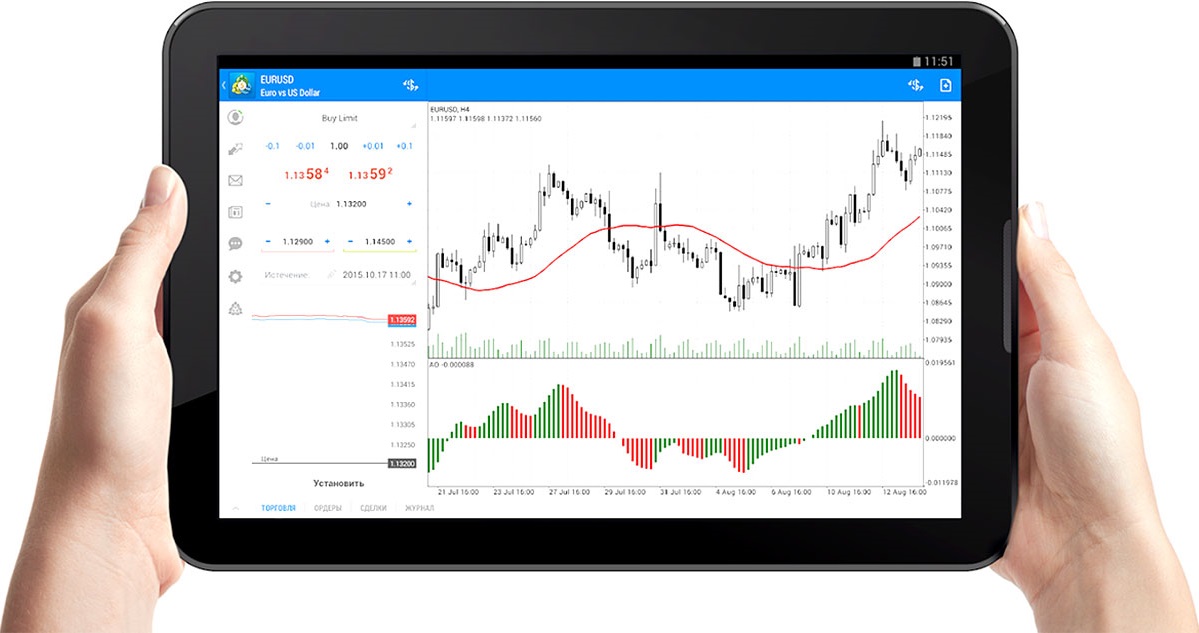 11:51
EURUSD
Euro vs US Dollar
Buy Limit
-0.1 -0.01 1.00 +0.01 +0.1
1.13584 1.13592
- Цена: 1.13200 +
- 1.12900 + - 1.14500 +
Истечение: 2015.10.17 11:00
1.13592
1.13525
1.13470
1.13415
1.13360
1.13305
1.13250
Цена
1.13200
Установить
ТОРГОВЛЯ ОРДЕРЫ СДЕЛКИ ЖУРНАЛ
EURUSD, H4
1.11597 1.11598 1.11372 1.11560
1.12195
1.11840
1.11485
1.11130
1.10775
1.10420
1.10065
1.09710
1.09355
1.09000
1.08645
1.08290
1.07935
AO -0.000088
0.019561
0.000000
-0.011978
21 Jul 16:00 23 Jul 16:00 27 Jul 16:00 29 Jul 16:00 31 Jul 16:00 4 Aug 16:00 6 Aug 16:00 10 Aug 16:00 12 Aug 16:00